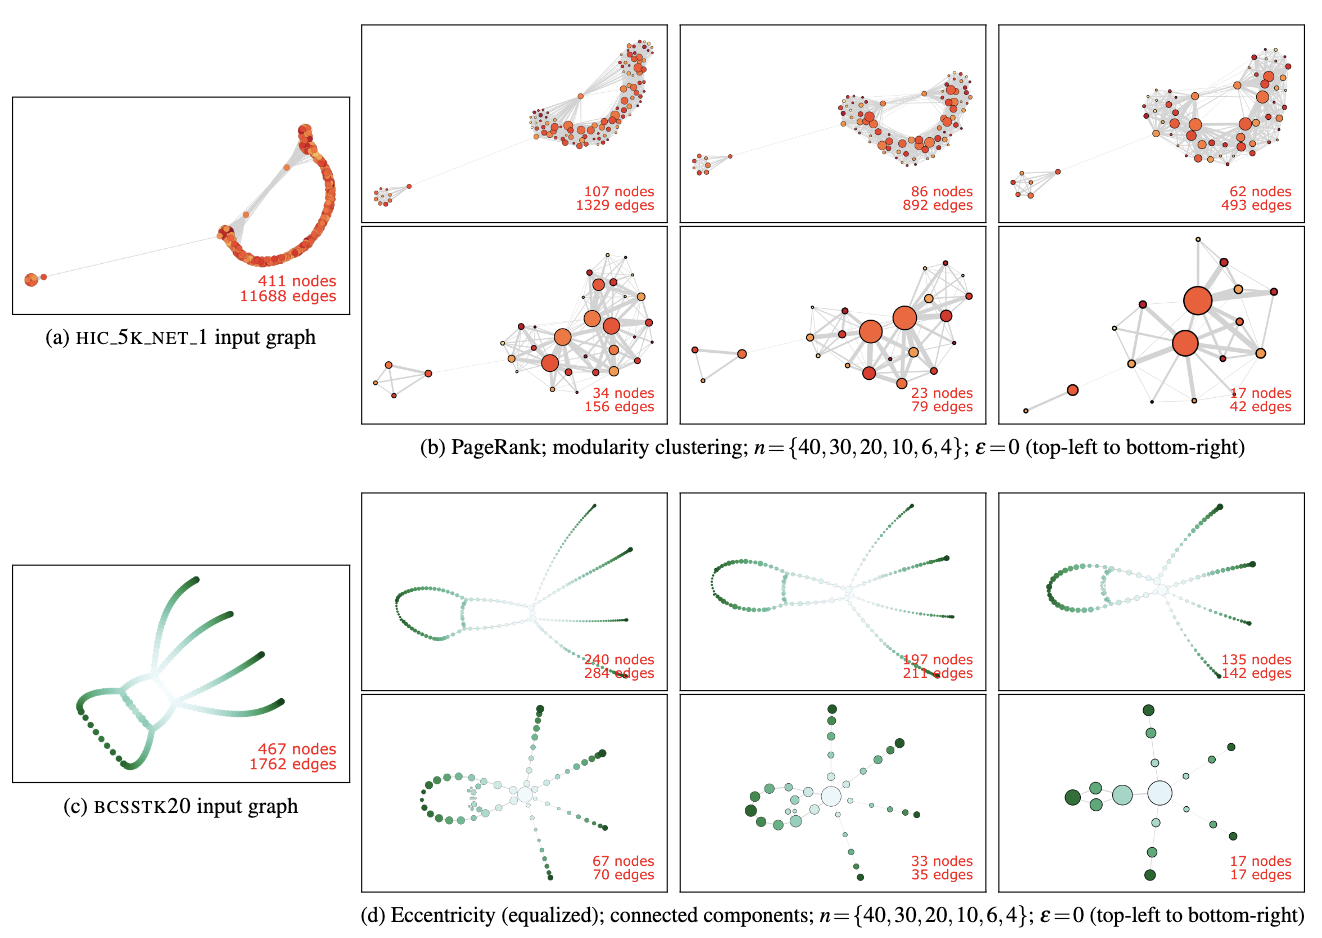 411 nodes
11688 edges
(a) HIC_5K_NET_1 input graph
107 nodes
1329 edges
86 nodes
892 edges
62 nodes
493 edges
34 nodes
156 edges
23 nodes
79 edges
17 nodes
42 edges
(b) PageRank; modularity clustering; n={40,30,20,10,6,4}; ε=0 (top-left to bottom-right)
467 nodes
1762 edges
(c) BCSSTK20 input graph
240 nodes
284 edges
197 nodes
211 edges
135 nodes
142 edges
67 nodes
70 edges
33 nodes
35 edges
17 nodes
17 edges
(d) Eccentricity (equalized); connected components; n={40,30,20,10,6,4}; ε=0 (top-left to bottom-right)